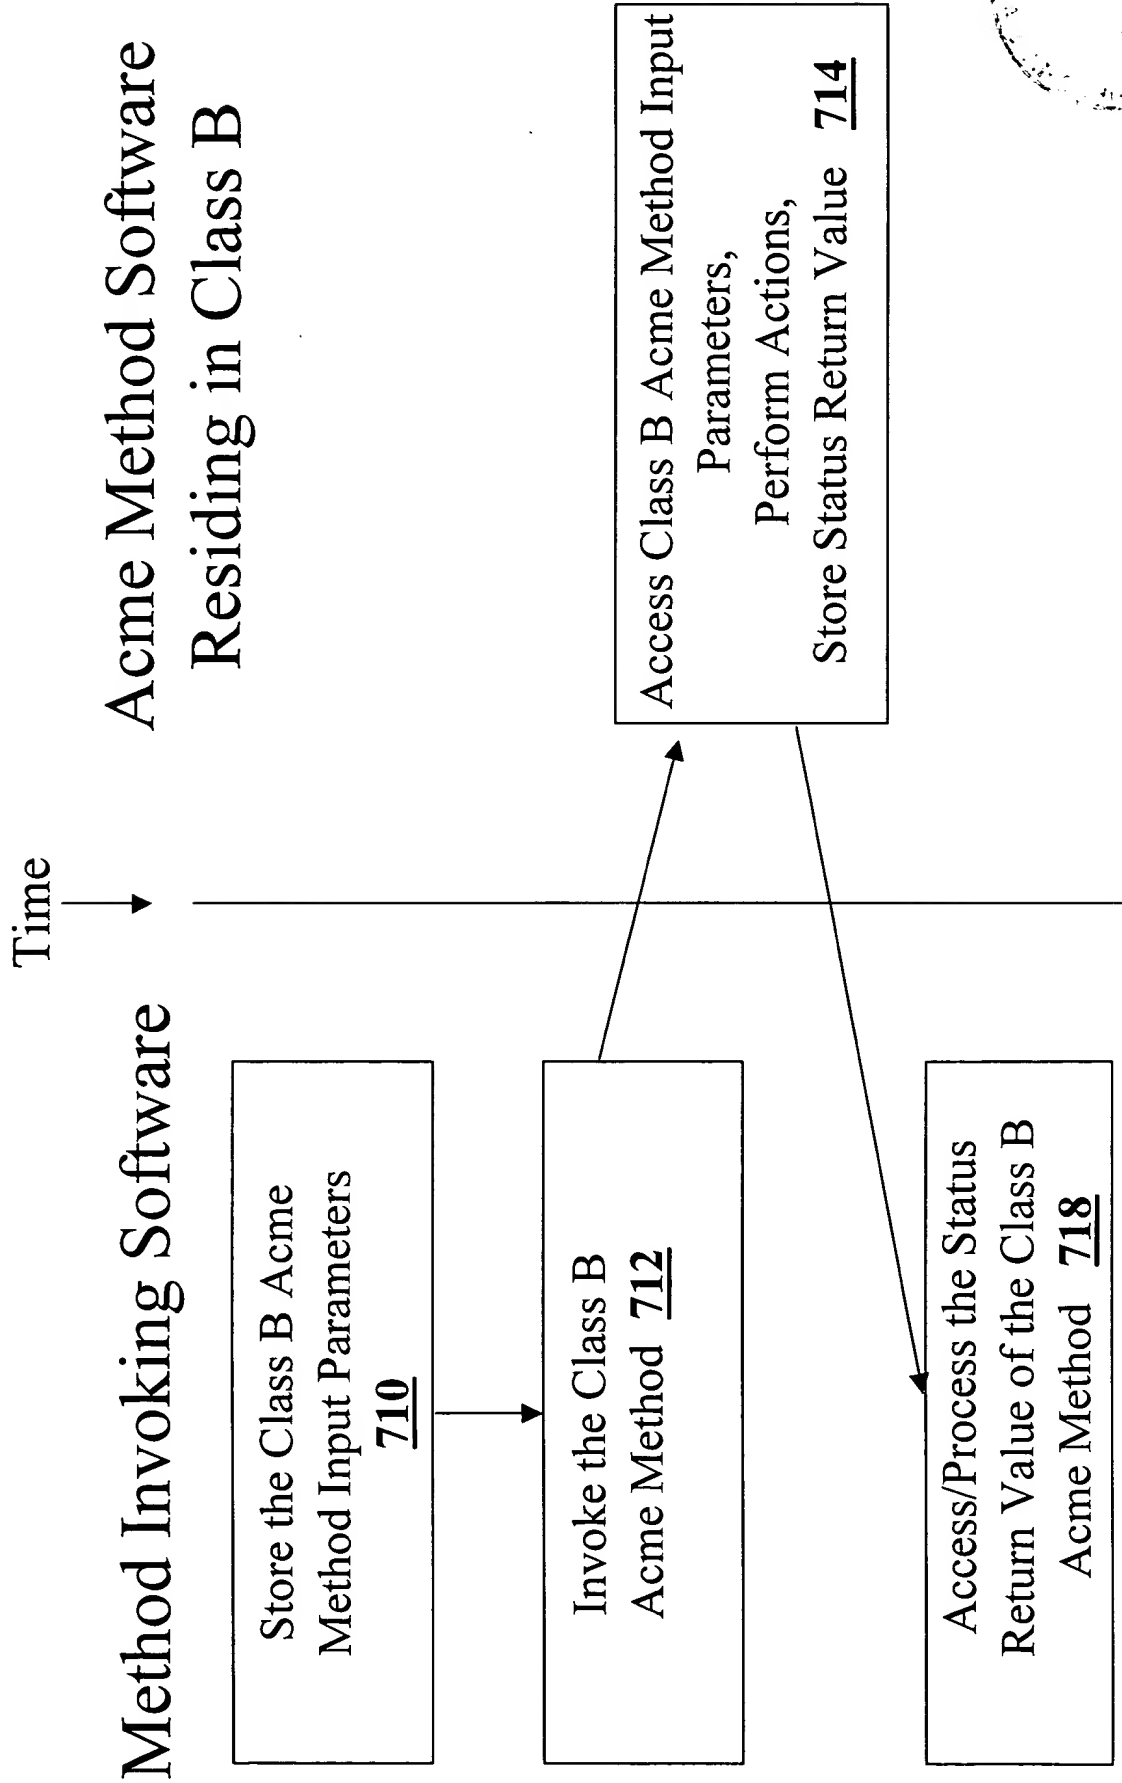 Time
Method Invoking Software
Acme Method Software
Residing in Class B
Store the Class B Acme
Method Input Parameters
710
Invoke the Class B
Acme Method 712
Access Class B Acme Method Input
Parameters,
Perform Actions,
Store Status Return Value 714
Access/Process the Status
Return Value of the Class B
Acme Method 718